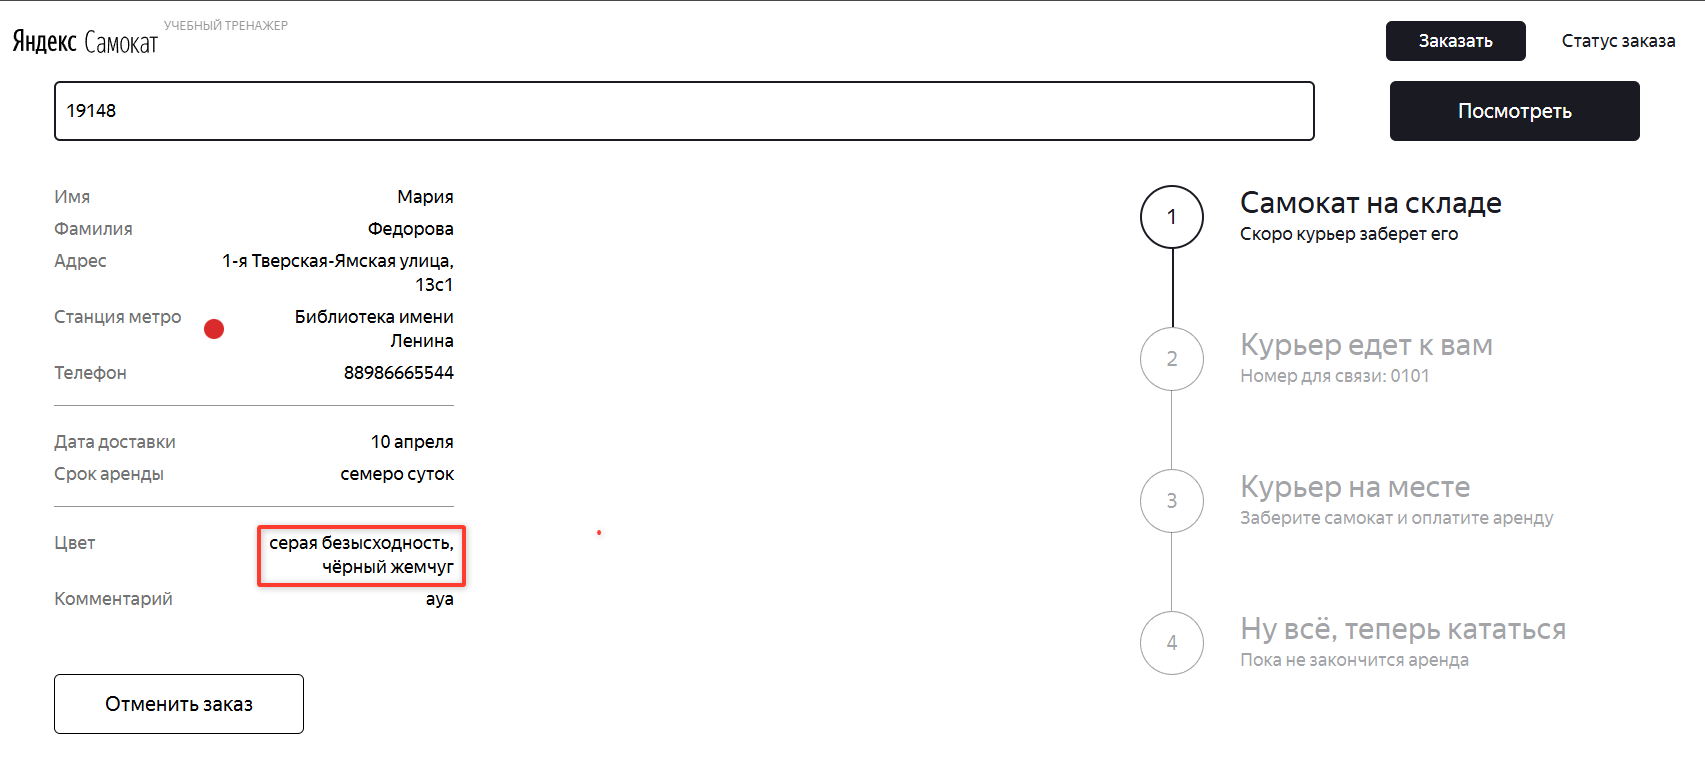 Яндекс Самокат
УЧЕБНЫЙ ТРЕНАЖЕР
Заказать
Статус заказа
19148
Посмотреть
Имя Мария
Фамилия Федорова
Адрес 1-я Тверская-Ямская улица,
13с1
Станция метро Библиотека имени
Ленина
Телефон 88986665544
Дата доставки 10 апреля
Срок аренды семеро суток
Цвет серая безысходность,
чёрный жемчуг
Комментарий ауа
Отменить заказ
1
Самокат на складе
Скоро курьер заберет его
2
Курьер едет к вам
Номер для связи: 0101
3
Курьер на месте
Заберите самокат и оплатите аренду
4
Ну всё, теперь кататься
Пока не закончится аренда